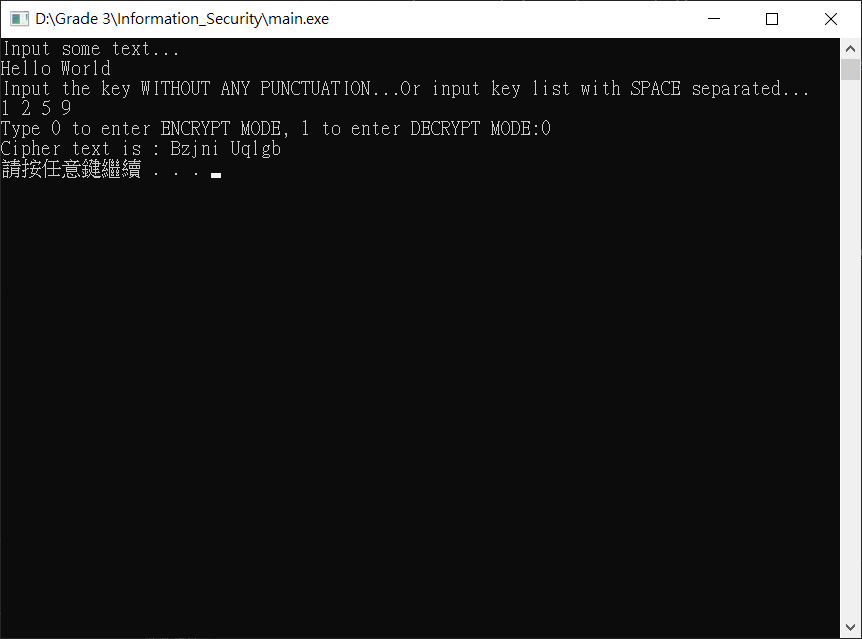 D:\Grade 3\Information_Security\main.exe
Input some text...
Hello World
Input the key WITHOUT ANY PUNCTUATION...Or input key list with SPACE separated...
1 2 5 9
Type 0 to enter ENCRYPT MODE, 1 to enter DECRYPT MODE:0
Cipher text is : Bzjni Uqlgb
請按任意鍵繼續 . . .